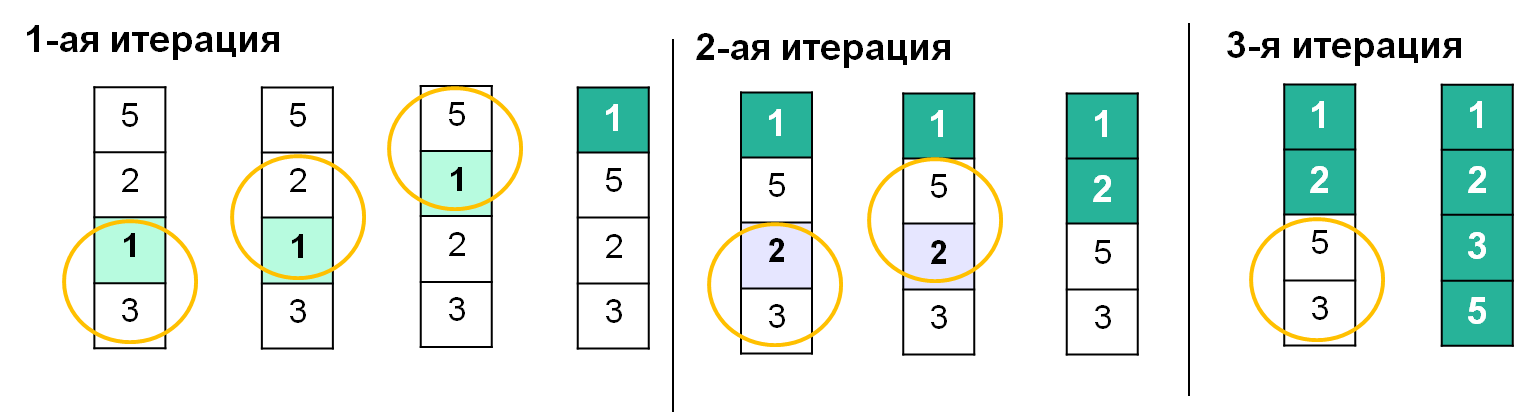 1-ая итерация
5 5 5 1
2 2 1 5
1 1 2 2
3 3 3 3
2-ая итерация
1 1 1
5 5 2
2 2 5
3 3 3
3-я итерация
1 1
2 2
5 3
3 5